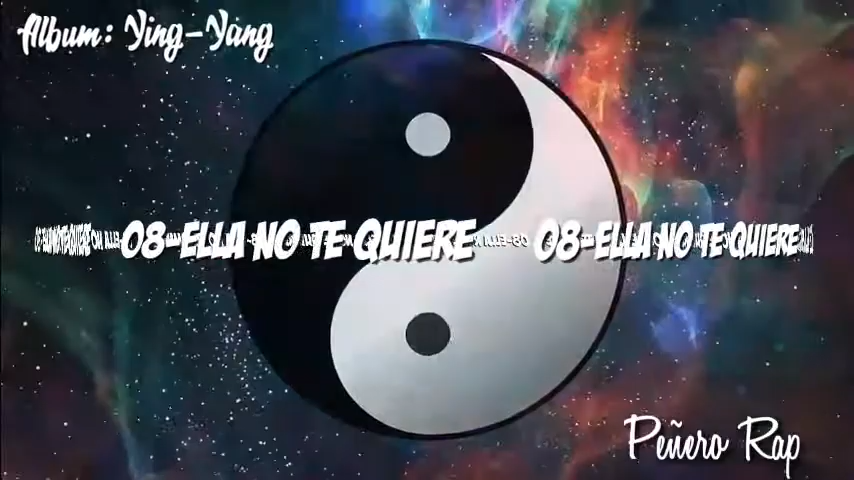 Album: Ying-Yang
08-ELLA NO TE QUIERE 08-ELLA NO TE QUIERE
Peñero Rap